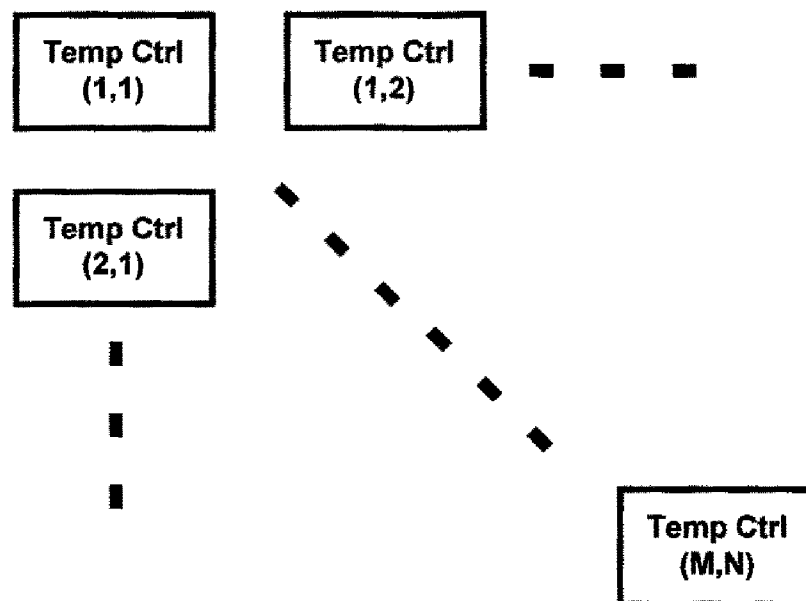 Temp Ctrl
(1,1)
Temp Ctrl
(1,2)
Temp Ctrl
(2,1)
Temp Ctrl
(M,N)